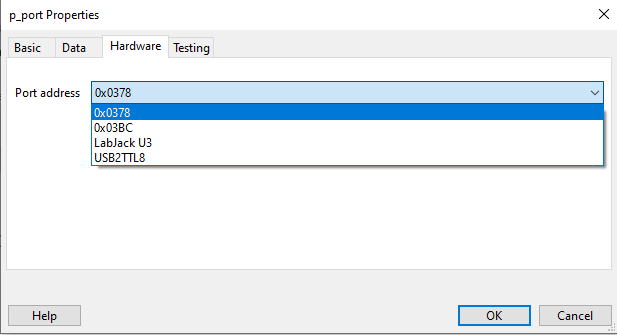 p_port Properties
Basic Data Hardware Testing
Port address 0x0378
0x0378
0x03BC
LabJack U3
USB2TTL8
Help OK Cancel